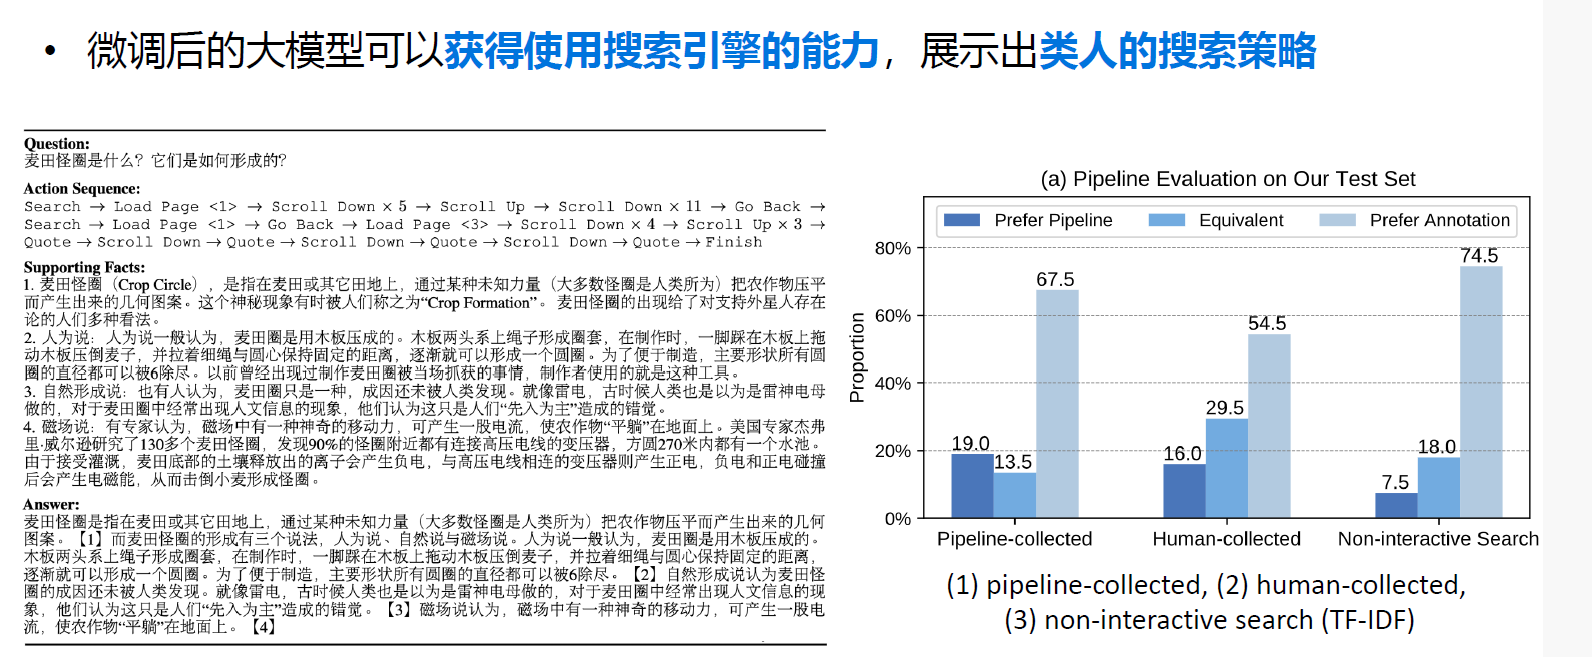 • 微调后的大模型可以获得使用搜索引擎的能力，展示出类人的搜索策略
Question:
麦田怪圈是什么？它们是如何形成的？
Action Sequence:
Search → Load Page <1> → Scroll Down × 5 → Scroll Up → Scroll Down × 11 → Go Back →
Search → Load Page <1> → Go Back → Load Page <3> → Scroll Down × 4 → Scroll Up × 3 →
Quote → Scroll Down → Quote → Scroll Down → Quote → Scroll Down → Quote → Finish
Supporting Facts:
1. 麦田怪圈（Crop Circle），是指在麦田或其它田地上，通过某种未知力量（大多数怪圈是人类所为）把农作物压平
而产生出来的几何图案。这个神秘现象有时被人们称之为“Crop Formation”。 麦田怪圈的出现给了对支持外星人存在
论的人们多种看法。
2. 人为说：人为说一般认为，麦田圈是用木板压成的。木板两头系上绳子形成圈套，在制作时，一脚踩在木板上拖
动木板压倒麦子，并拉着细绳与圆心保持固定的距离，逐渐就可以形成一个圆圈。为了便于制造，主要形状所有圆
圈的直径都可以被6除尽。以前曾经出现过制作麦田圈被当场抓获的事情，制作者使用的就是这种工具。
3. 自然形成说：也有人认为，麦田圈只是一种，成因还未被人类发现。就像雷电，古时候人类也是以为是雷神电母
做的，对于麦田圈中经常出现人文信息的现象，他们认为这只是人们“先入为主”造成的错觉。
4. 磁场说：有专家认为，磁场中有一种神奇的移动力，可产生一股电流，使农作物“平躺”在地面上。美国专家杰弗
里·威尔逊研究了130多个麦田怪圈，发现90%的怪圈附近都有连接高压电线的变压器，方圆270米内都有一个水池。
由于接受灌溉，麦田底部的土壤释放出的离子会产生负电，与高压电线相连的变压器则产生正电，负电和正电碰撞
后会产生电磁能，从而击倒小麦形成怪圈。
Answer:
麦田怪圈是指在麦田或其它田地上，通过某种未知力量（大多数怪圈是人类所为）把农作物压平而产生出来的几何
图案。【1】而麦田怪圈的形成有三个说法，人为说、自然说与磁场说。人为说一般认为，麦田圈是用木板压成的。
木板两头系上绳子形成圈套，在制作时，一脚踩在木板上拖动木板压倒麦子，并拉着细绳与圆心保持固定的距离，
逐渐就可以形成一个圆圈。为了便于制造，主要形状所有圆圈的直径都可以被6除尽。【2】自然形成说认为麦田怪
圈的成因还未被人类发现。就像雷电，古时候人类也是以为是雷神电母做的，对于麦田圈中经常出现人文信息的现
象，他们认为这只是人们“先入为主”造成的错觉。【3】磁场说认为，磁场中有一种神奇的移动力，可产生一股电
流，使农作物“平躺”在地面上。【4】
(a) Pipeline Evaluation on Our Test Set
Prefer Pipeline Equivalent Prefer Annotation
Proportion
80%
60%
40%
20%
0%
19.0 13.5 67.5
16.0 29.5 54.5
7.5 18.0 74.5
Pipeline-collected Human-collected Non-interactive Search
(1) pipeline-collected, (2) human-collected,
(3) non-interactive search (TF-IDF)